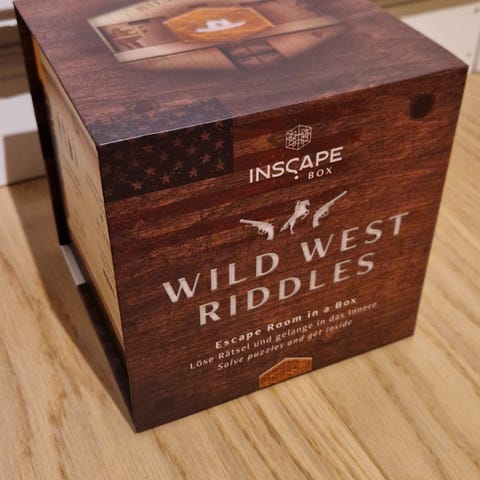 INSCAPE
BOX
WILD WEST
RIDDLES
Escape Room in a Box
Löse Rätsel und gelange in das Innere
Solve puzzles and get inside